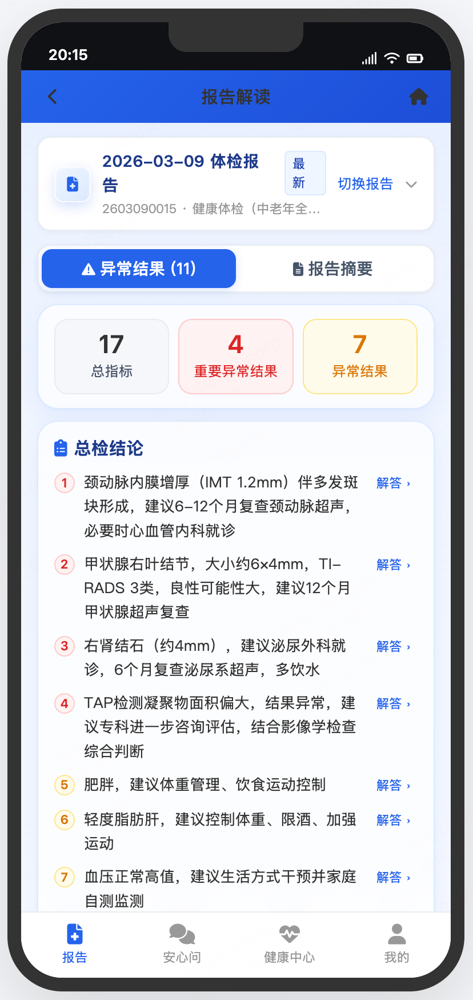 20:15
报告解读
2026-03-09 体检报告
最新
切换报告
2603090015 · 健康体检（中老年全...
异常结果 (11)
报告摘要
17
总指标
4
重要异常结果
7
异常结果
总检结论
1 颈动脉内膜增厚（IMT 1.2mm）伴多发斑 解答 ›
块形成，建议6-12个月复查颈动脉超声，
必要时心血管内科就诊
2 甲状腺右叶结节，大小约6×4mm，TI- 解答 ›
RADS 3类，良性可能性大，建议12个月
甲状腺超声复查
3 右肾结石（约4mm），建议泌尿外科就 解答 ›
诊，6个月复查泌尿系超声，多饮水
4 TAP检测凝聚物面积偏大，结果异常，建 解答 ›
议专科进一步咨询评估，结合影像学检查
综合判断
5 肥胖，建议体重管理、饮食运动控制 解答 ›
6 轻度脂肪肝，建议控制体重、限酒、加强 解答 ›
运动
7 血压正常高值，建议生活方式干预并家庭 解答 ›
自测监测
报告
安心问
健康中心
我的